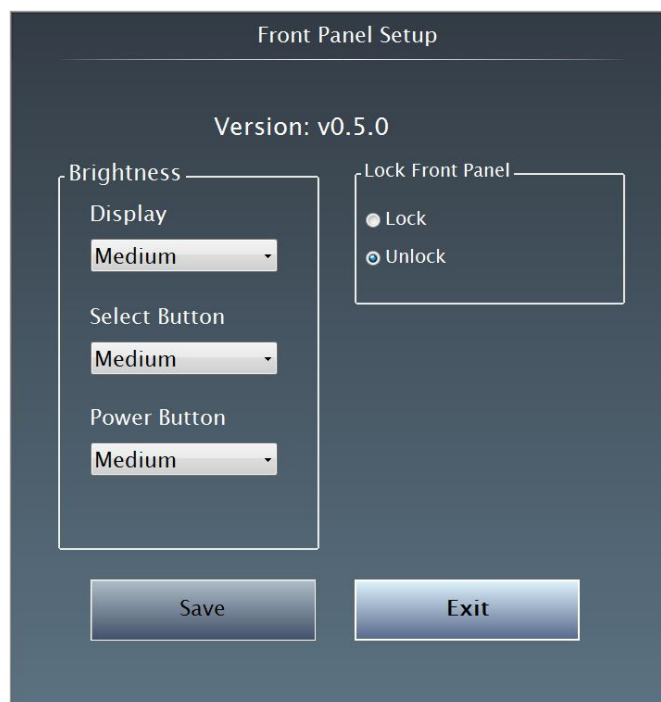 Front Panel Setup
Version: v0.5.0
Brightness
Display
Medium
Select Button
Medium
Power Button
Medium
Lock Front Panel
Lock
Unlock
Save
Exit